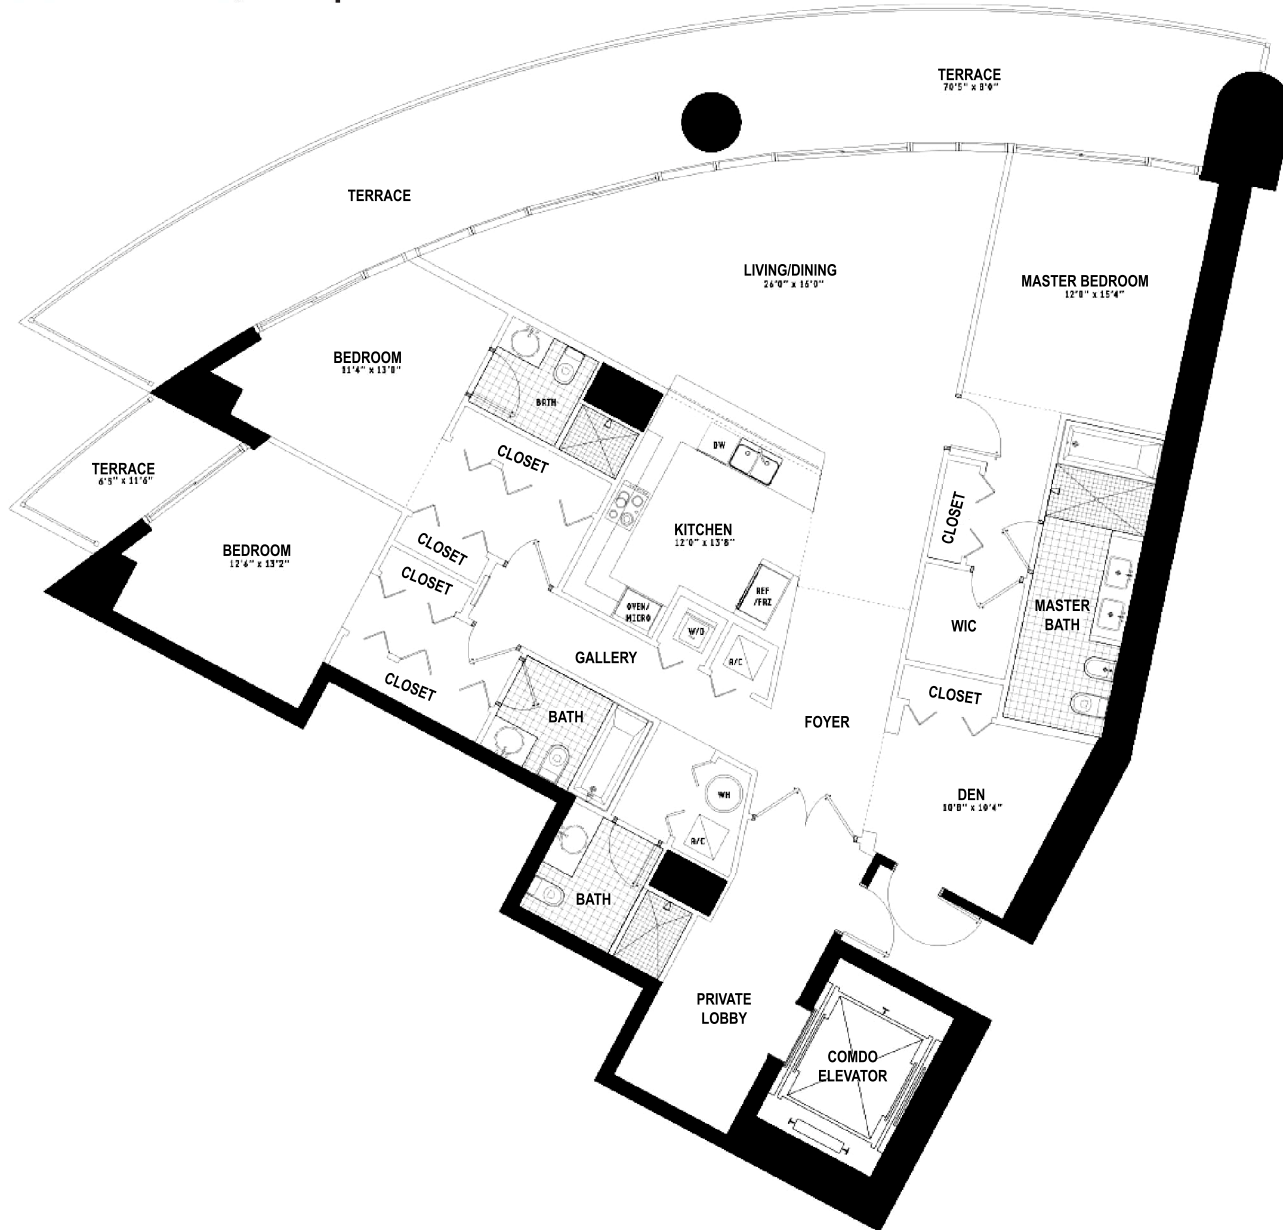 TERRACE
70'5" x 8'0"
TERRACE
LIVING/DINING
26'0" x 16'0"
MASTER BEDROOM
12'0" x 15'4"
BEDROOM
11'4" x 13'0"
BATH
CLOSET
DW
TERRACE
6'5" x 11'6"
KITCHEN
12'0" x 13'8"
CLOSET
BEDROOM
12'6" x 13'2"
CLOSET
CLOSET
REF
/FRZ
OVEN/
MICRO
W/D
MASTER
BATH
WIC
GALLERY
A/C
CLOSET
CLOSET
BATH
FOYER
WH
DEN
10'8" x 10'4"
A/C
BATH
PRIVATE
LOBBY
COMDO
ELEVATOR